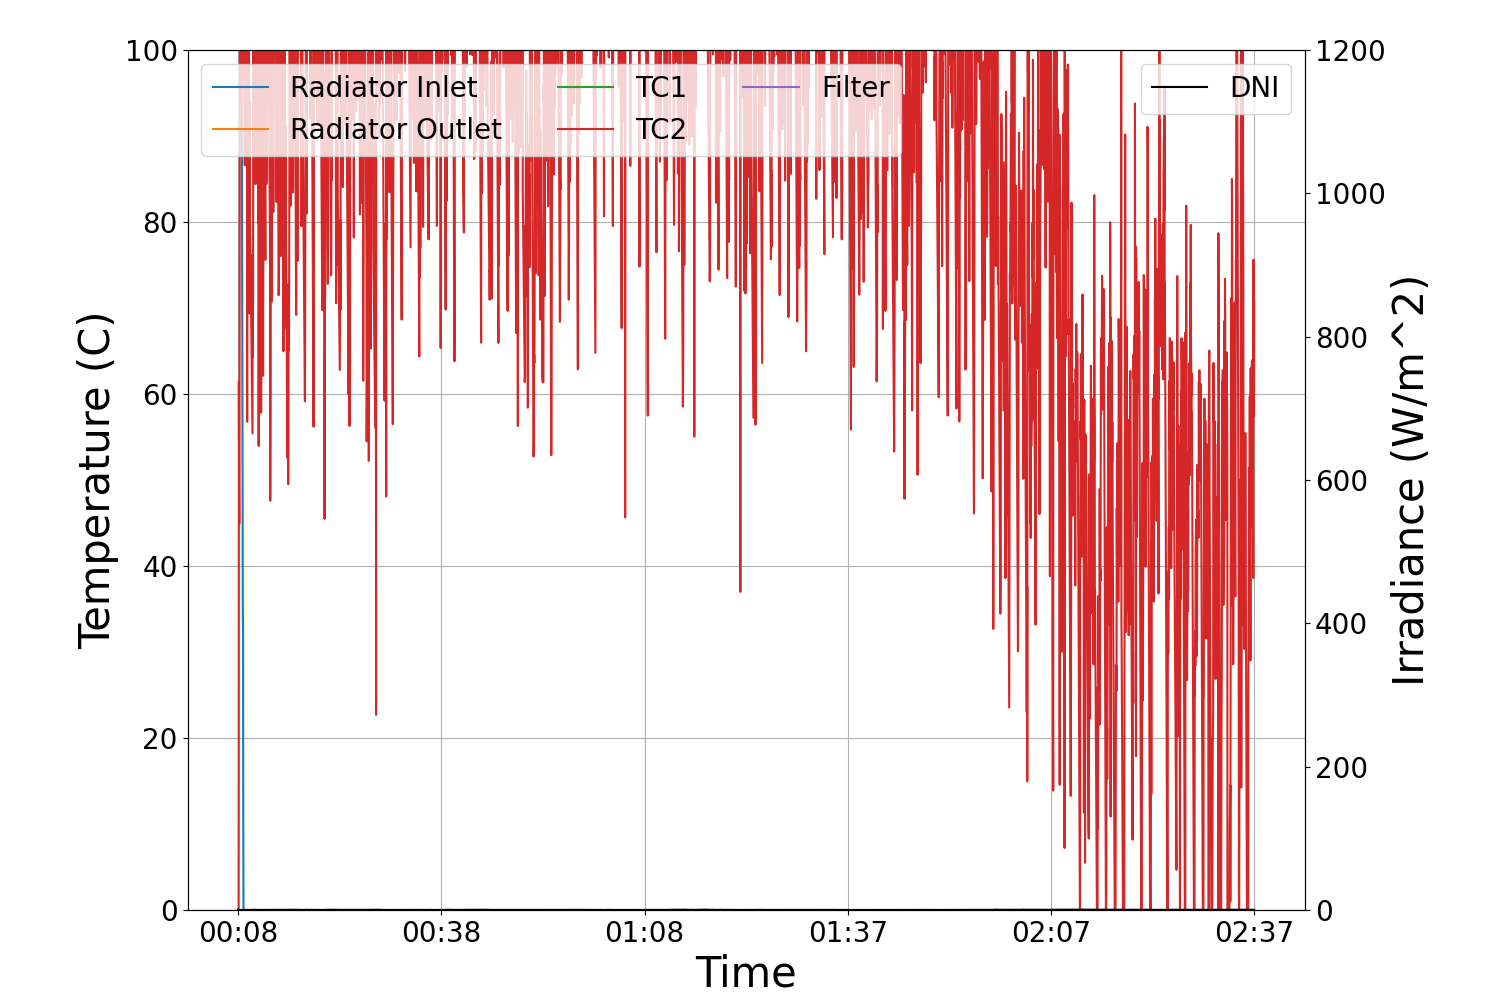 100
80
60
40
20
0
Temperature (C)
Radiator Inlet
Radiator Outlet
TC1
TC2
Filter
DNI
1200
1000
800
600
400
200
0
Irradiance (W/m^2)
00:08
00:38
01:08
01:37
02:07
02:37
Time